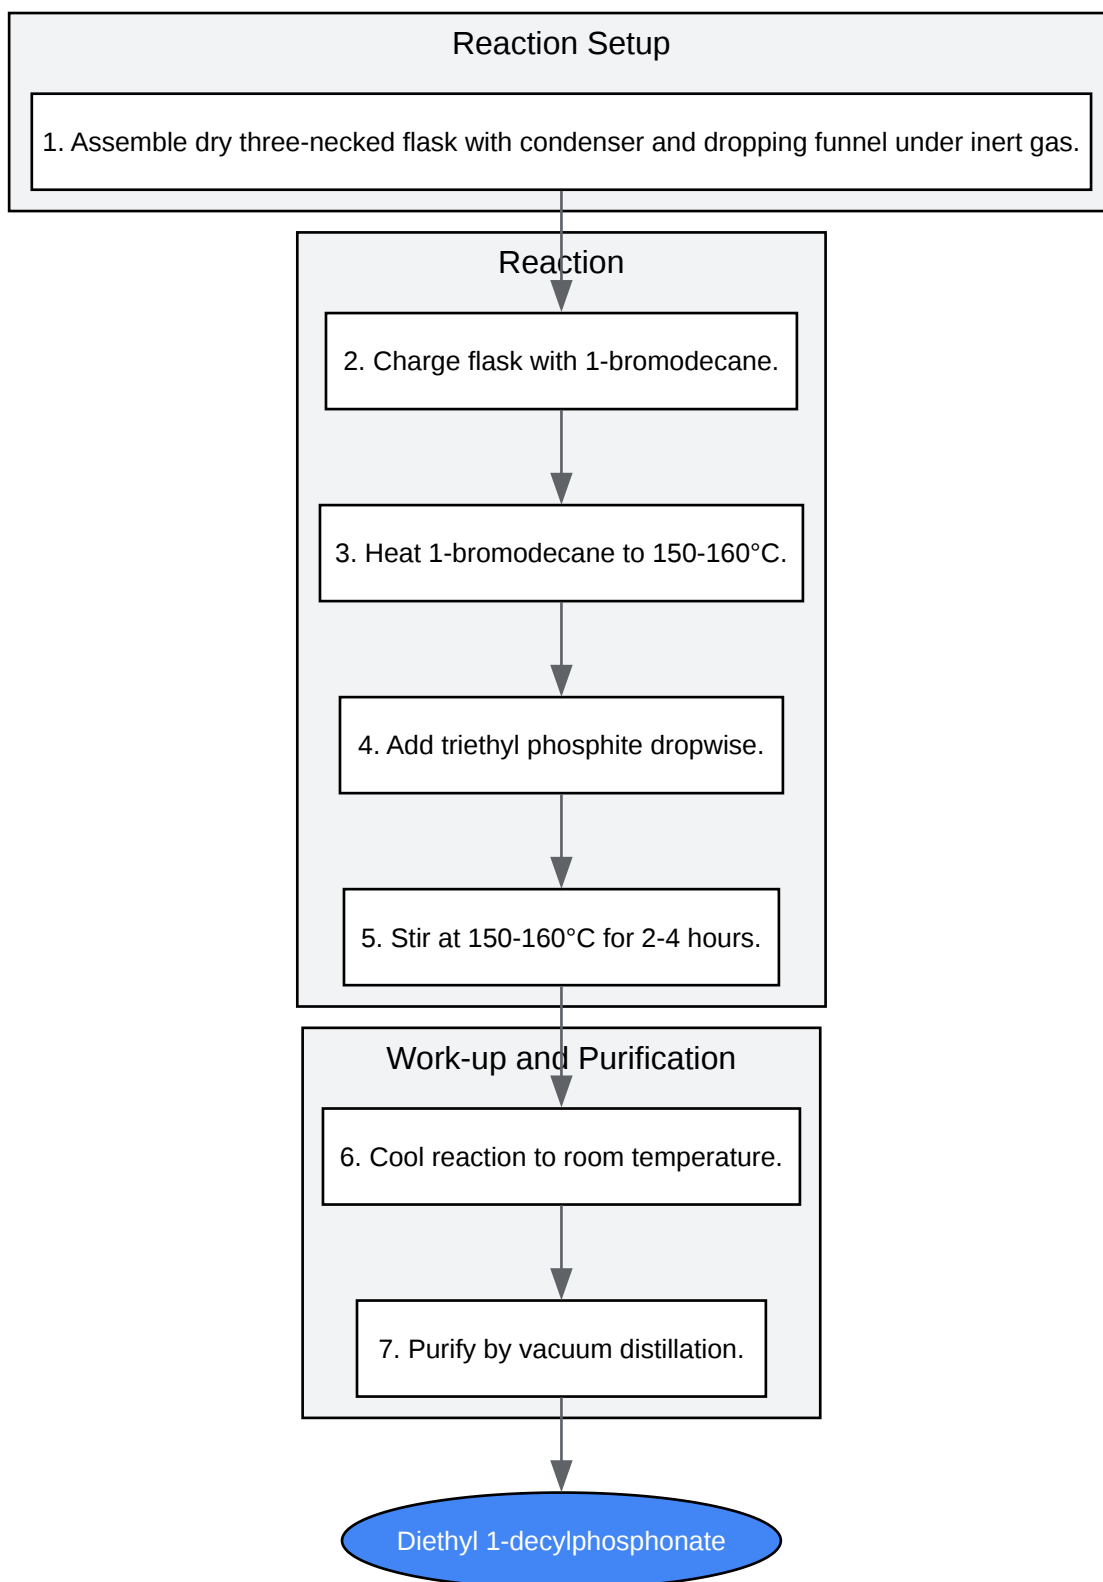 Reaction Setup
1. Assemble dry three-necked flask with condenser and dropping funnel under inert gas.
Reaction
2. Charge flask with 1-bromodecane.
3. Heat 1-bromodecane to 150-160°C.
4. Add triethyl phosphite dropwise.
5. Stir at 150-160°C for 2-4 hours.
Work-up and Purification
6. Cool reaction to room temperature.
7. Purify by vacuum distillation.
Diethyl 1-decylphosphonate